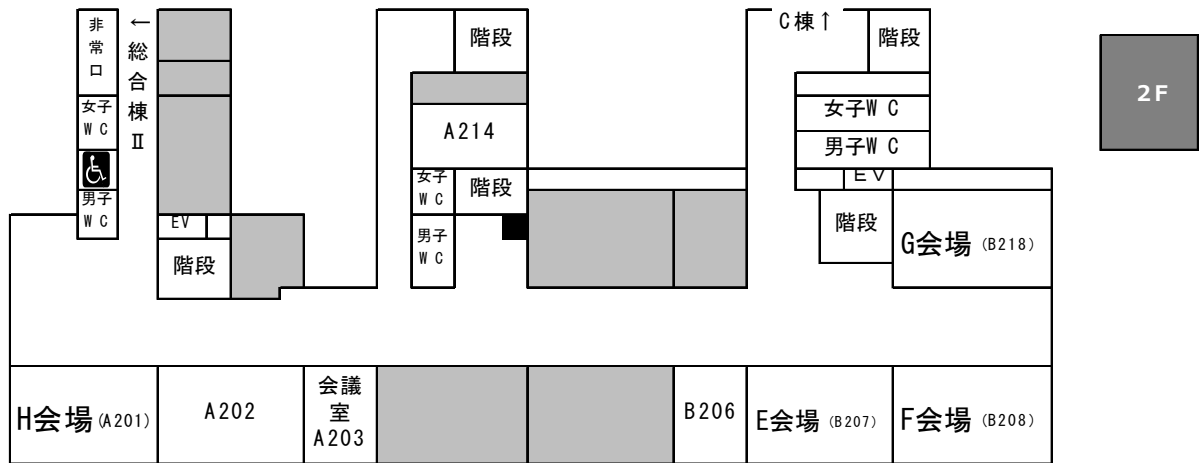 非常口
←総合棟Ⅱ
階段
C棟↑
階段
2F
女子
WC
A214
女子WC
男子WC
男子
WC
女子
WC
階段
EV
EV
階段
男子
WC
階段
G会場 (B218)
H会場 (A201)
A202
会議
室
A203
B206
E会場 (B207)
F会場 (B208)